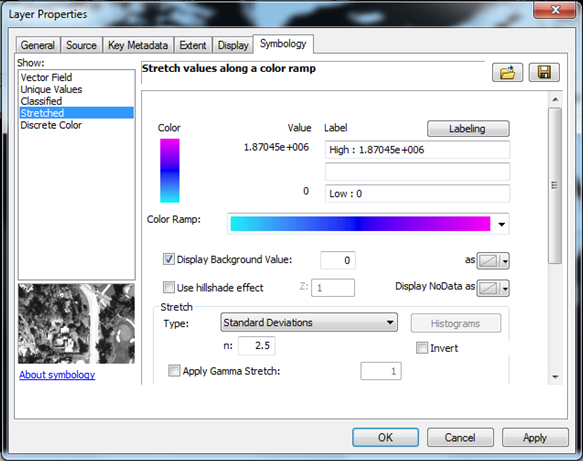 Layer Properties
General Source Key Metadata Extent Display Symbology
Show:
Vector Field
Unique Values
Classified
Stretched
Discrete Color
About symbology
Stretch values along a color ramp
Color Value Label Labeling
1.87045e+006 High : 1.87045e+006
0 Low : 0
Color Ramp:
Display Background Value: 0 as
Use hillshade effect Z: 1 Display NoData as
Stretch
Type: Standard Deviations Histograms
n: 2.5 Invert
Apply Gamma Stretch: 1
OK Cancel Apply